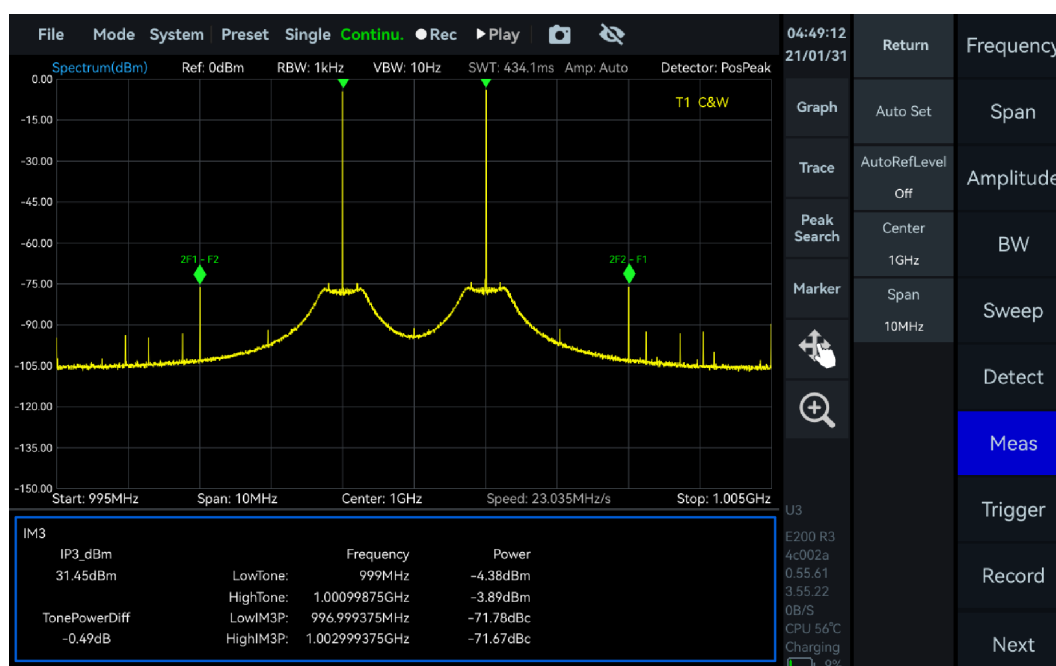 File Mode System Preset Single Continu. Rec Play
04:49:12
21/01/31
Return
Frequency
Spectrum(dBm) Ref: 0dBm RBW: 1kHz VBW: 10Hz SWT: 434.1ms Amp: Auto Detector: PosPeak
0.00
T1 C&W
Graph
Auto Set
Span
-15.00
-30.00
Trace
AutoRefLevel
Off
Amplitude
-45.00
Peak
Search
Center
1GHz
BW
-60.00
2F1 - F2
2F2 - F1
-75.00
Marker
Span
10MHz
Sweep
-90.00
-105.00
Detect
-120.00
-135.00
Meas
-150.00
Start: 995MHz Span: 10MHz Center: 1GHz Speed: 23.035MHz/s Stop: 1.005GHz
U3
Trigger
IM3
E200 R3
IP3_dBm Frequency Power
4c002a
31.45dBm LowTone: 999MHz -4.38dBm
0.55.61
Record
HighTone: 1.00099875GHz -3.89dBm
3.55.22
TonePowerDiff LowIM3P: 996.999375MHz -71.78dBc
0B/S
-0.49dB HighIM3P: 1.002999375GHz -71.67dBc
CPU 56°C
Charging
Next
9%